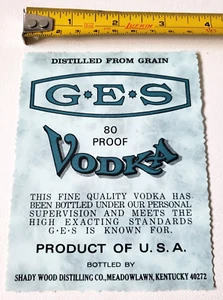 DISTILLED FROM GRAIN
G•E•S
80
PROOF
VODKA
THIS FINE QUALITY VODKA HAS
BEEN BOTTLED UNDER OUR PERSONAL
SUPERVISION AND MEETS THE
HIGH EXACTING STANDARDS
G•E•S IS KNOWN FOR.
PRODUCT OF U.S.A.
BOTTLED BY
SHADY WOOD DISTILLING CO., MEADOWLAWN, KENTUCKY 40272